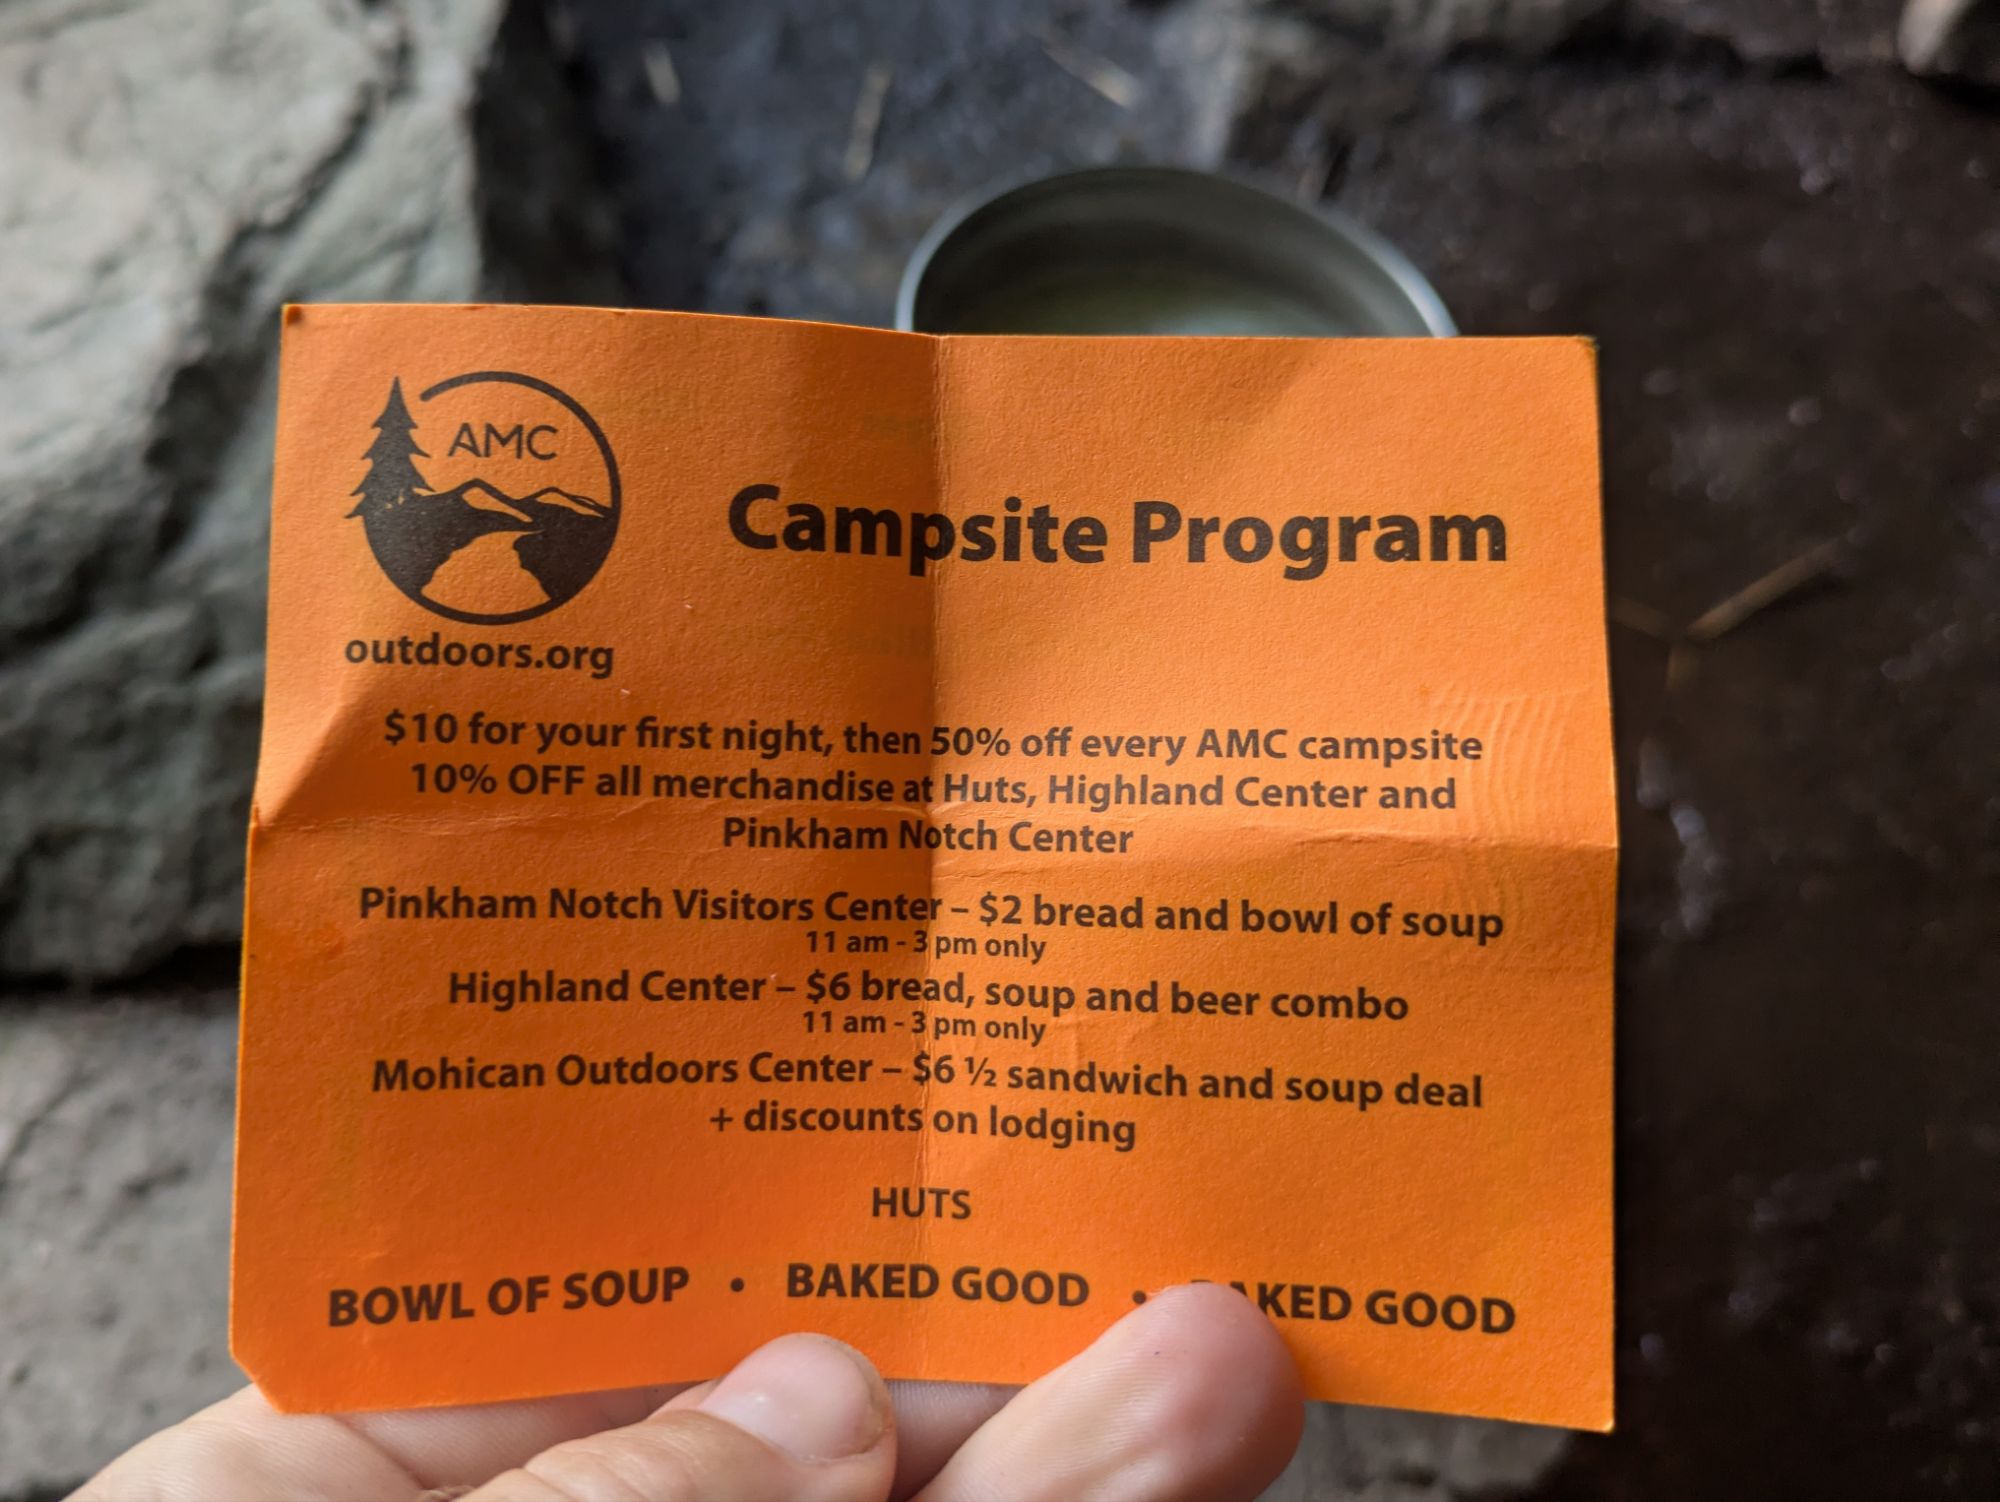 AMC
outdoors.org
Campsite Program
$10 for your first night, then 50% off every AMC campsite
10% OFF all merchandise at Huts, Highland Center and
Pinkham Notch Center
Pinkham Notch Visitors Center – $2 bread and bowl of soup
11 am - 3 pm only
Highland Center – $6 bread, soup and beer combo
11 am - 3 pm only
Mohican Outdoors Center – $6 ½ sandwich and soup deal
+ discounts on lodging
HUTS
BOWL OF SOUP • BAKED GOOD • BAKED GOOD